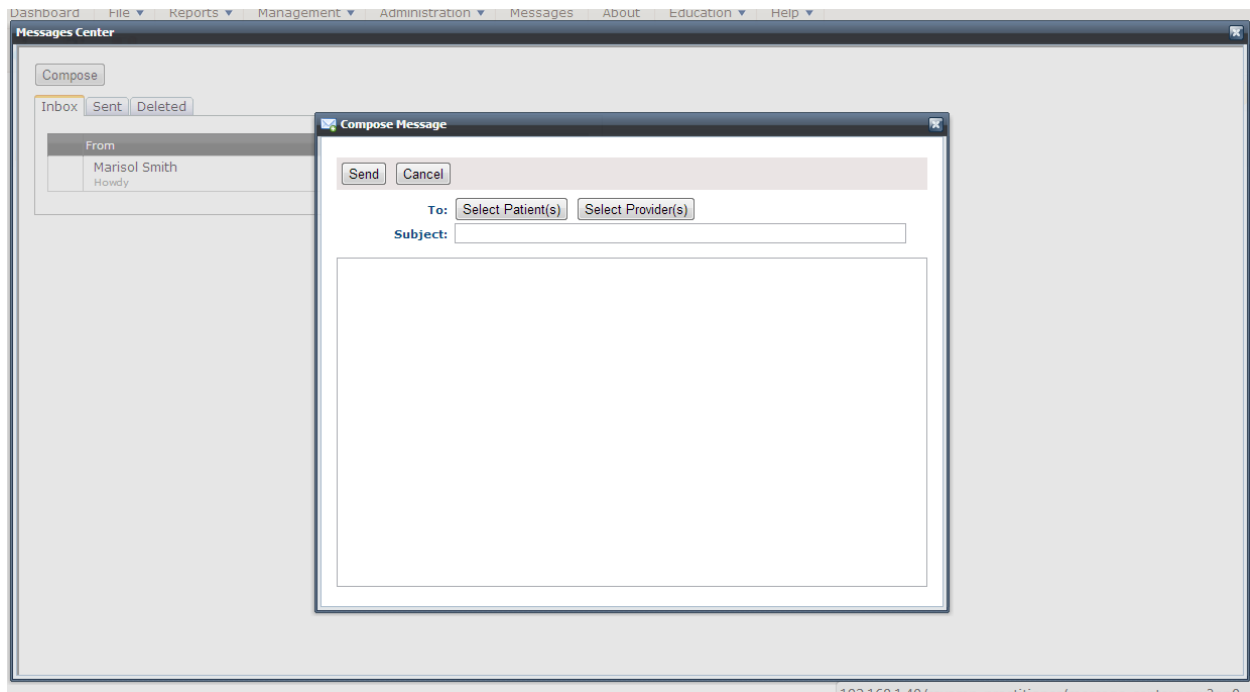 Dashboard File Reports Management Administration Messages About Education Help
Messages Center
Compose
Inbox Sent Deleted
From
Marisol Smith
Howdy
Compose Message
Send Cancel
To: Select Patient(s) Select Provider(s)
Subject: